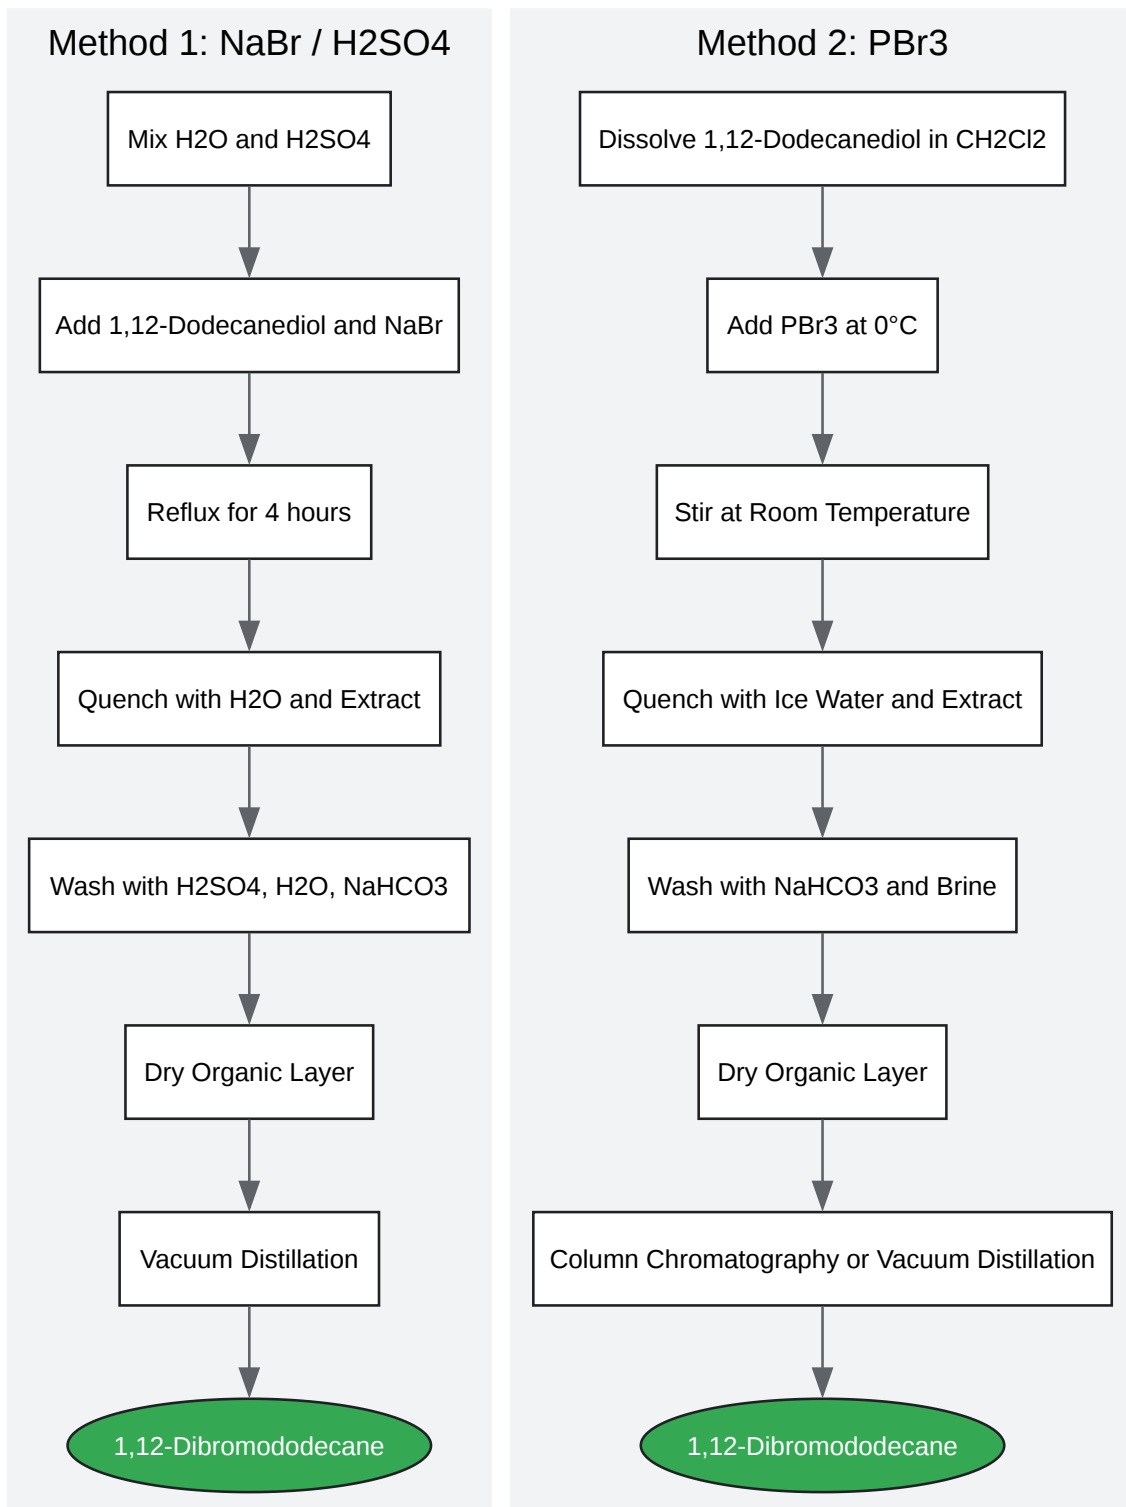 Method 1: NaBr / H2SO4
Mix H2O and H2SO4
Add 1,12-Dodecanediol and NaBr
Reflux for 4 hours
Quench with H2O and Extract
Wash with H2SO4, H2O, NaHCO3
Dry Organic Layer
Vacuum Distillation
1,12-Dibromododecane
Method 2: PBr3
Dissolve 1,12-Dodecanediol in CH2Cl2
Add PBr3 at 0°C
Stir at Room Temperature
Quench with Ice Water and Extract
Wash with NaHCO3 and Brine
Dry Organic Layer
Column Chromatography or Vacuum Distillation
1,12-Dibromododecane